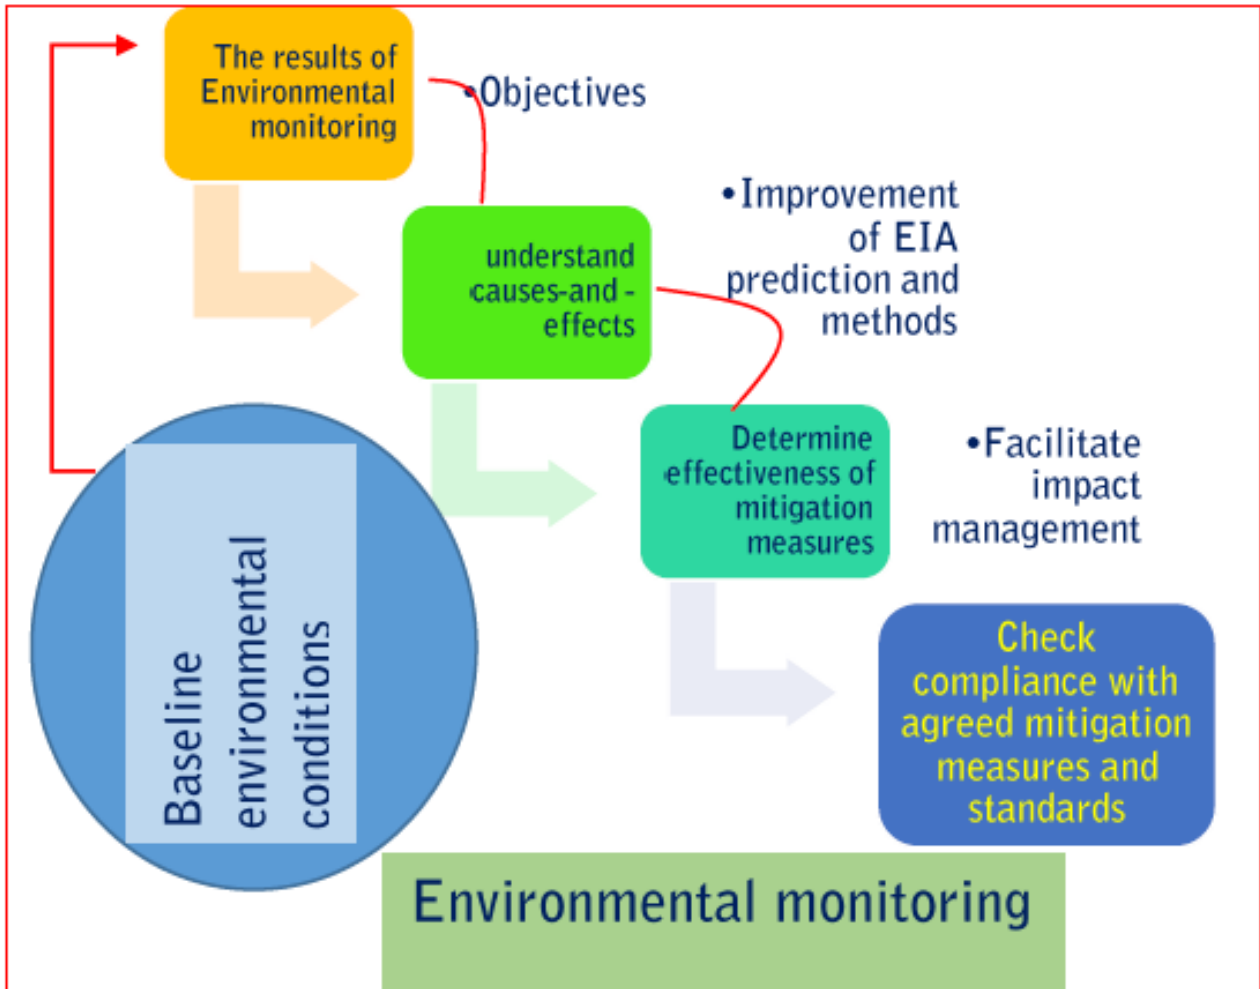 The results of
Environmental
monitoring
•Objectives
understand
causes-and -
effects
•Improvement
of EIA
prediction and
methods
Determine
effectiveness of
mitigation
measures
•Facilitate
impact
management
Check
compliance with
agreed mitigation
measures and
standards
Baseline
environmental
conditions
Environmental monitoring